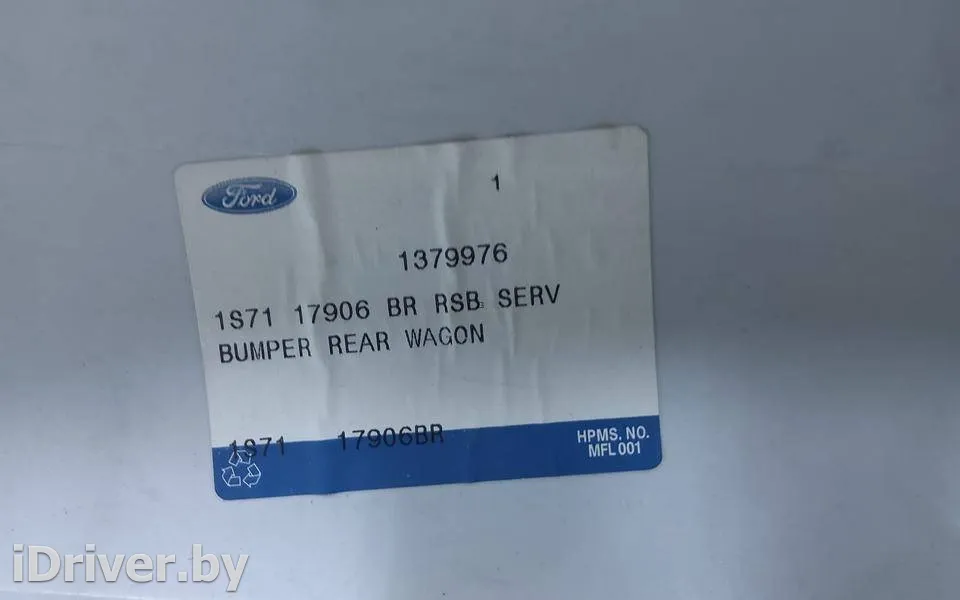 Ford
1
1379976
1S71 17906 BR RSB SERV
BUMPER REAR WAGON
1S71 17906BR
HPMS. NO.
MFL001
iDriver.by